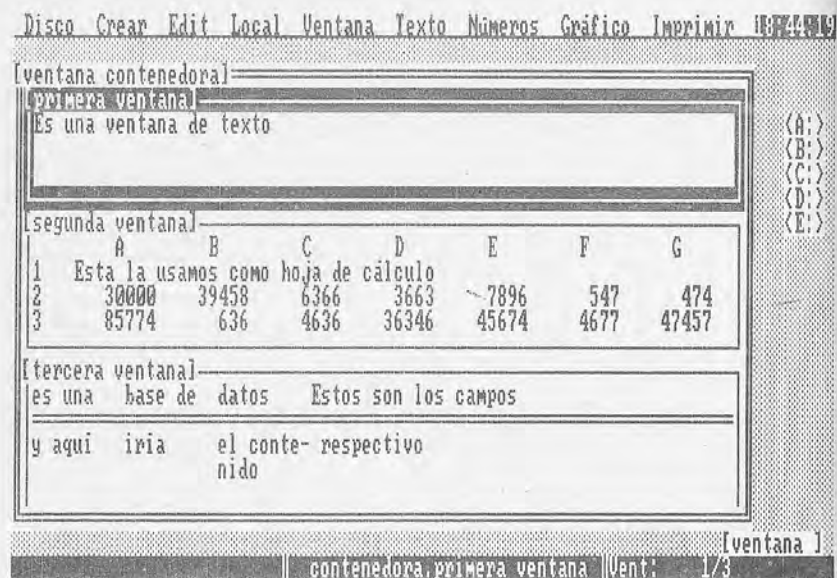 Disco Crear Edit Local Ventana Texto Números Gráfico Imprimir
[ventana contenedora]
[primera ventana]
Es una ventana de texto
<A:>
<B:>
<C:>
<D:>
<E:>
[segunda ventana]
A B C D E F G
1 Esta la usamos como hoja de cálculo
2 30000 39458 6366 3663 7896 547 474
3 85774 636 4636 36346 45674 4677 47457
[tercera ventana]
es una base de datos Estos son los campos
y aqui iria el conte- respectivo
nido
[ventana ]
contenedora.primera ventana Vent: 1/3